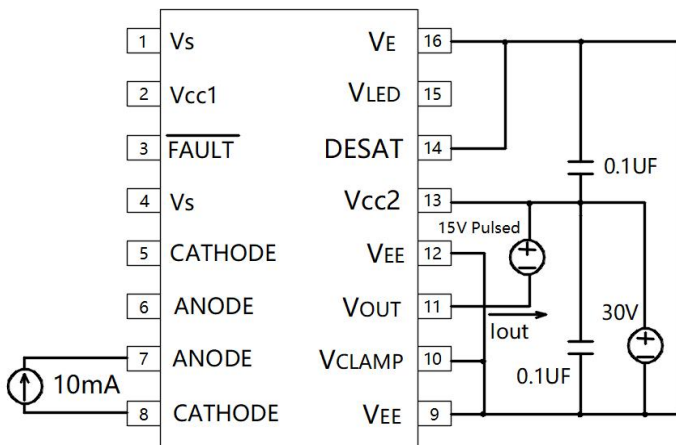 1 Vs VE 16
2 Vcc1 VLED 15
3 FAULT DESAT 14
0.1UF
4 Vs Vcc2 13
15V Pulsed
5 CATHODE VEE 12
6 ANODE VOUT 11
30V
Iout
7 ANODE VCLAMP 10
10mA
0.1UF
8 CATHODE VEE 9